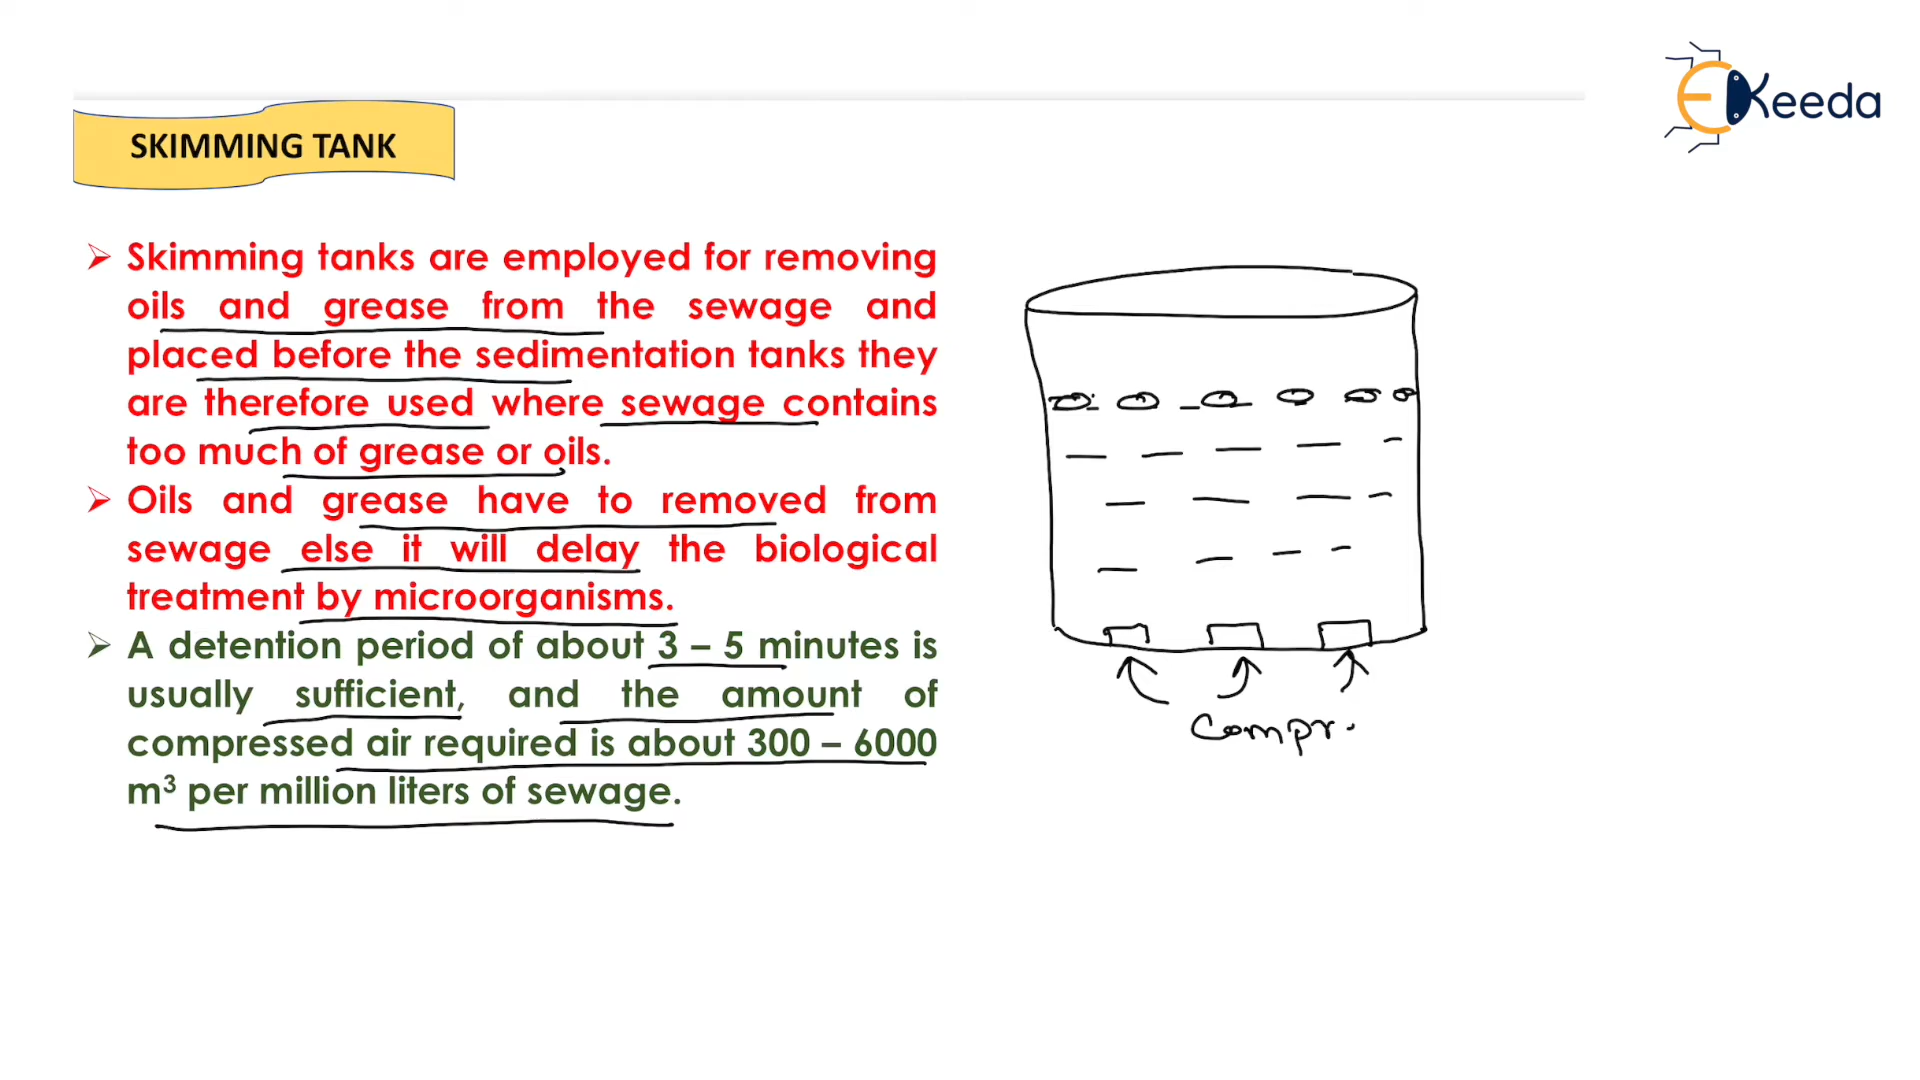 EKeeda
SKIMMING TANK
Skimming tanks are employed for removing
oils and grease from the sewage and
placed before the sedimentation tanks they
are therefore used where sewage contains
too much of grease or oils.
Oils and grease have to removed from
sewage else it will delay the biological
treatment by microorganisms.
A detention period of about 3 – 5 minutes is
usually sufficient, and the amount of
compressed air required is about 300 – 6000
m³ per million liters of sewage.
Compr.